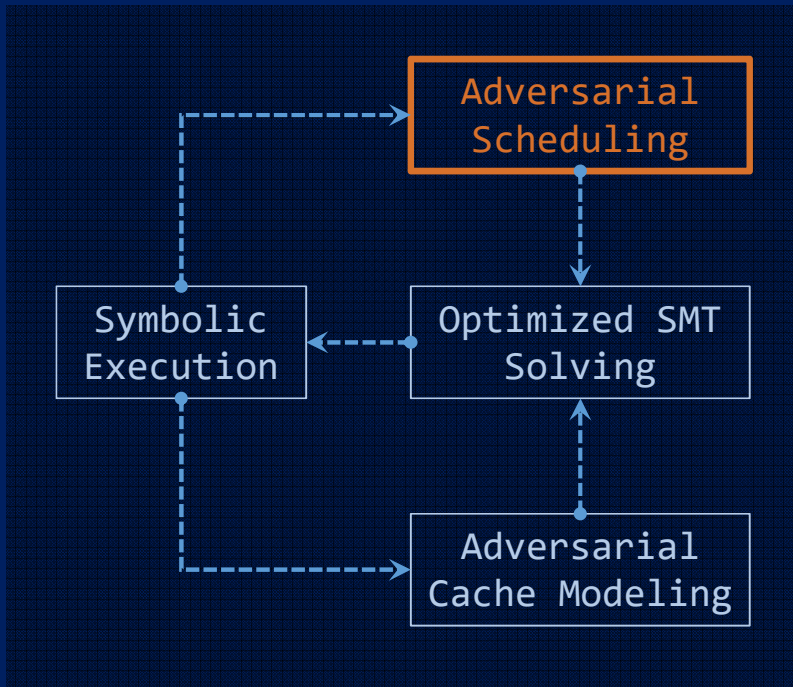 Adversarial
Scheduling
Symbolic
Execution
Optimized SMT
Solving
Adversarial
Cache Modeling